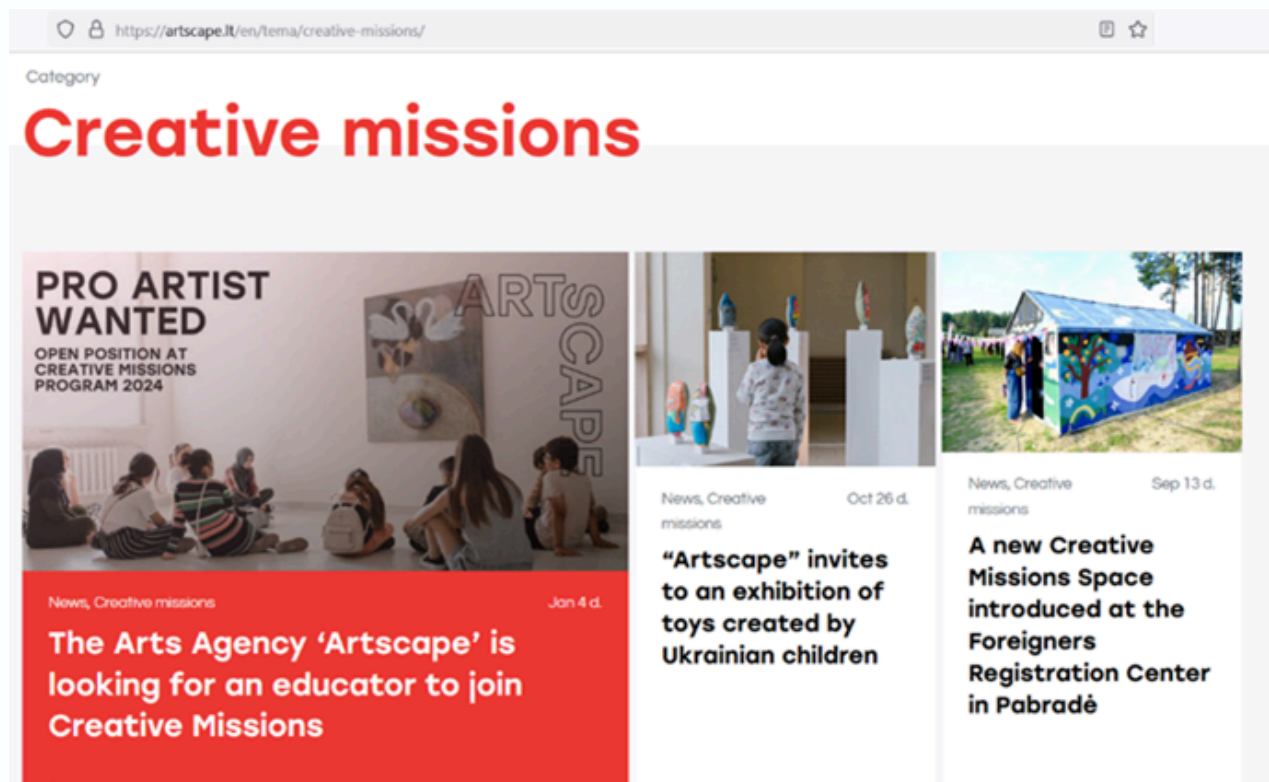 https://artscape.lt/en/tema/creative-missions/
Category
Creative missions
PRO ARTIST
WANTED
OPEN POSITION AT
CREATIVE MISSIONS
PROGRAM 2024
ARTSCAPE
News, Creative missions
Jan 4 d.
The Arts Agency ‘Artscape’ is
looking for an educator to join
Creative Missions
News, Creative
missions
Oct 26 d.
“Artscape” invites
to an exhibition of
toys created by
Ukrainian children
News, Creative
missions
Sep 13 d.
A new Creative
Missions Space
introduced at the
Foreigners
Registration Center
in Pabradė